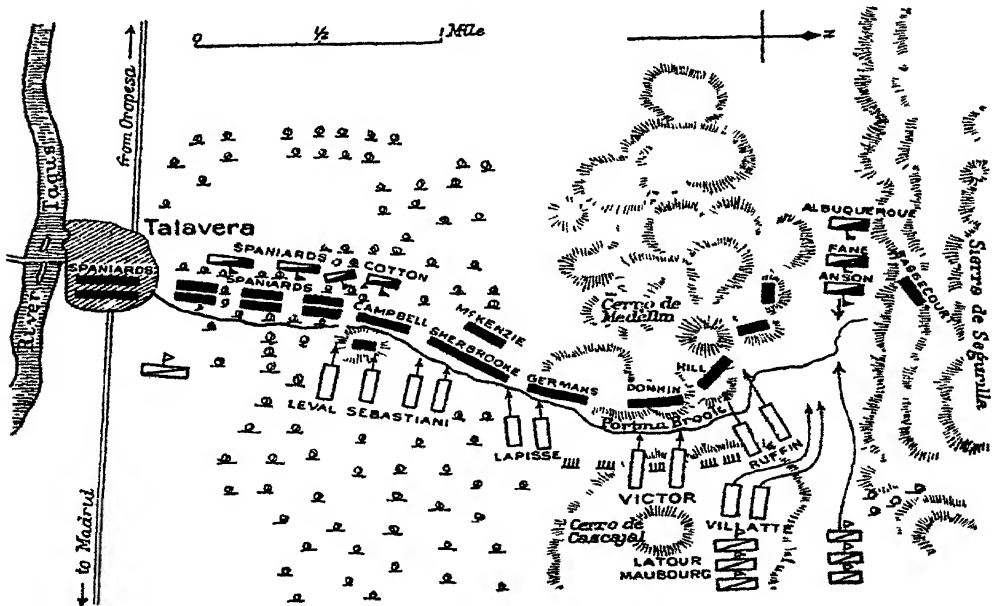 0 ½ 1 Mile
N
from Oropesa
River Tagus
Talavera
SPANIARDS
SPANIARDS
SPANIARDS
COTTON
CAMPBELL
McKENZIE
SHERBROOKE
GERMANS
DONKIN
HILL
Cerro de
Medellin
Portina Brook
ALBUQUERQUE
FANE
ANSON
BASSECOURT
Sierra de Segurilla
LEVAL
SEBASTIANI
LAPISSE
VICTOR
RUFFIN
VILLATTE
Cerro de
Cascajal
LATOUR
MAUBOURG
to Madrid